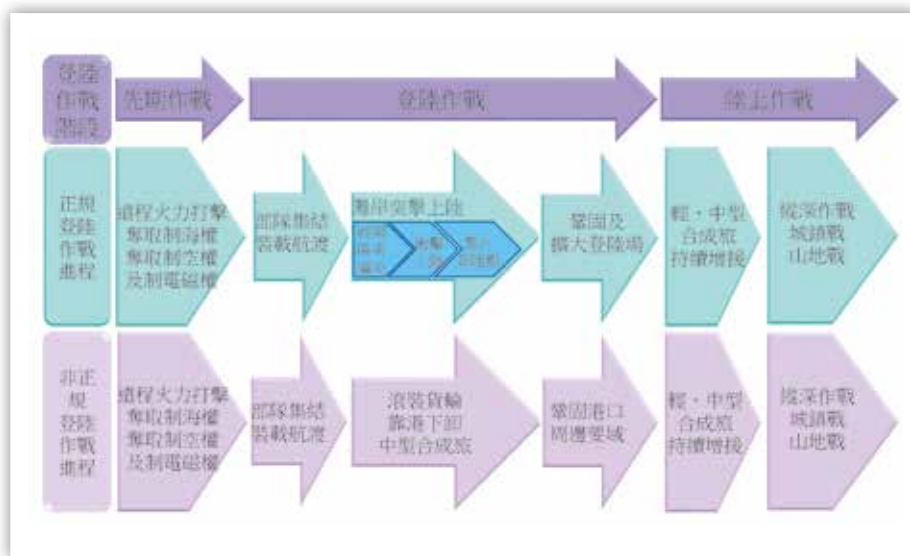 登陸
作戰
階段
先期作戰
登陸作戰
陸上作戰
正規
登陸
作戰
進程
遠程火力打擊
奪取制海權
奪取制空權
及制電磁權
部隊集結
裝載航渡
灘岸突擊上陸
鞏固及
擴大登陸場
輕、中型
合成旅
持續增援
縱深作戰
城鎮戰
山地戰
非正
規
登陸
作戰
進程
遠程火力打擊
奪取制海權
奪取制空權
及制電磁權
部隊集結
裝載航渡
滾裝貨輪
靠港下卸
中型合成旅
鞏固港口
周邊要域
輕、中型
合成旅
持續增援
縱深作戰
城鎮戰
山地戰